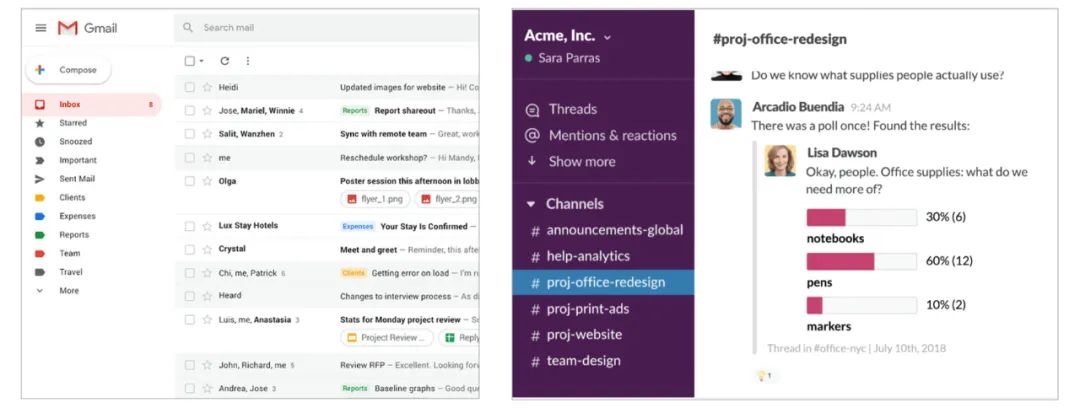 Gmail
Search mail
Compose
Inbox 8
Starred
Snoozed
Important
Sent Mail
Clients
Expenses
Reports
Team
Travel
More
Heidi Updated images for website – Hi! Co
Jose, Mariel, Winnie 4 Reports Report shareout – Thanks,
Salit, Wanzhen 2 Sync with remote team – Great, work
me Reschedule workshop? – Hi Mandy,
Olga Poster session this afternoon in lobb
flyer_1.png flyer_2.png
Lux Stay Hotels Expenses Your Stay Is Confirmed –
Crystal Meet and greet – Reminder, this afte
Chi, me, Patrick 6 Clients Getting error on load – I'm ru
Heard Changes to interview process – As di
Luis, me, Anastasia 3 Stats for Monday project review –
Project Review ... Reply
John, Richard, me 5 Review RFP – Excellent. Looking forw
Andrea, Jose 3 Reports Baseline graphs – Good que
Acme, Inc.
Sara Parras
Threads
Mentions & reactions
Show more
Channels
# announcements-global
# help-analytics
# proj-office-redesign
# proj-print-ads
# proj-website
# team-design
#proj-office-redesign
Do we know what supplies people actually use?
Arcadio Buendia 9:24 AM
There was a poll once! Found the results:
Lisa Dawson
Okay, people. Office supplies: what do we
need more of?
30% (6)
notebooks
60% (12)
pens
10% (2)
markers
Thread in #office-nyc | July 10th, 2018
1